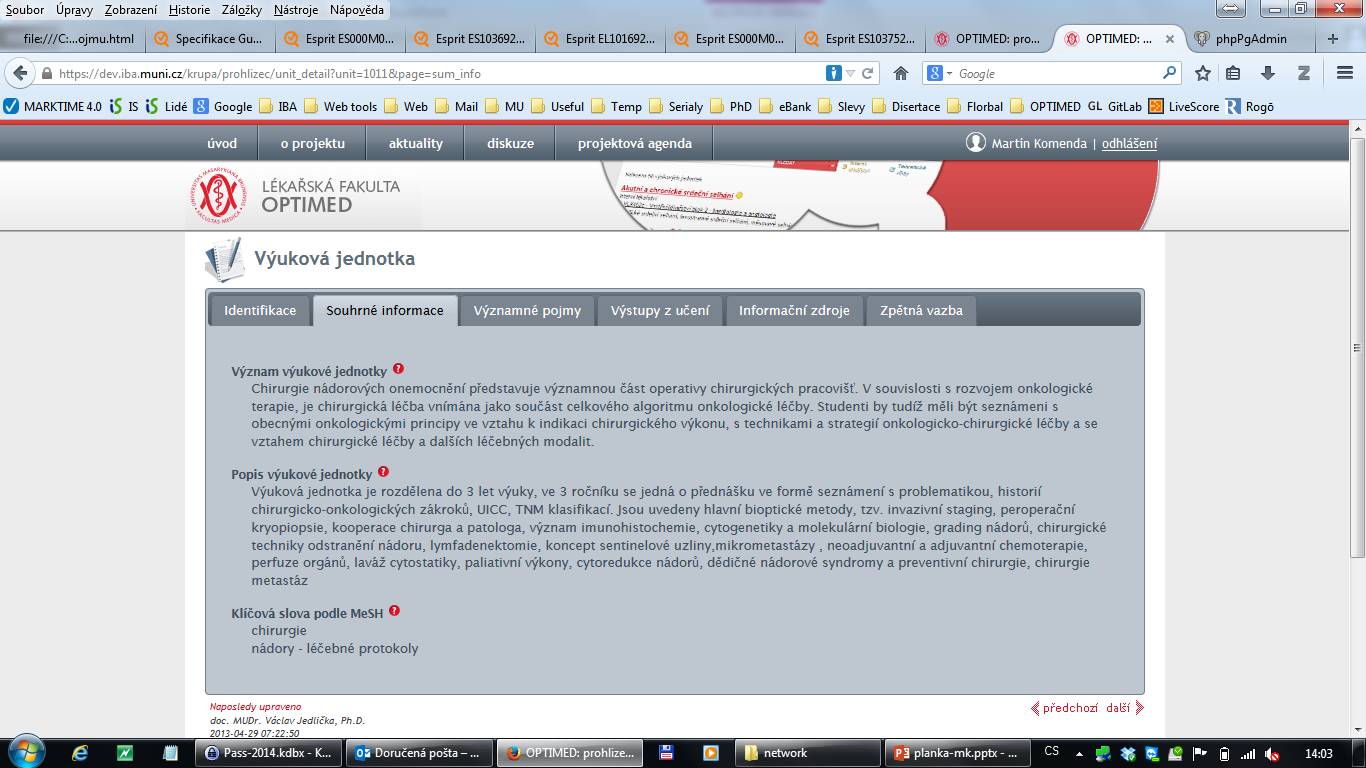 Soubor Úpravy Zobrazení Historie Záložky Nástroje Nápověda
file:///C:...ojmu.html Specifikace Gu... Esprit ES000M0... Esprit ES103692... Esprit EL101692... Esprit ES000M0... Esprit ES103752... OPTIMED: pro... OPTIMED: ... phpPgAdmin
https://dev.iba.muni.cz/krupa/prohlizec/unit_detail?unit=1011&page=sum_info Google
MARKTIME 4.0 IS Lidé Google IBA Web tools Web Mail MU Useful Temp Serialy PhD eBank Slevy Disertace Florbal OPTIMED GL GitLab LiveScore Rogō
úvod o projektu aktuality diskuze projektová agenda Martin Komenda | odhlášení
LÉKAŘSKÁ FAKULTA
OPTIMED
Akutní a chronické srdeční selhání
Výuková jednotka
Identifikace Souhrné informace Významné pojmy Výstupy z učení Informační zdroje Zpětná vazba
Význam výukové jednotky ?
Chirurgie nádorových onemocnění představuje významnou část operativy chirurgických pracovišť. V souvislosti s rozvojem onkologické
terapie, je chirurgická léčba vnímána jako součást celkového algoritmu onkologické léčby. Studenti by tudíž měli být seznámeni s
obecnými onkologickými principy ve vztahu k indikaci chirurgického výkonu, s technikami a strategií onkologicko-chirurgické léčby a se
vztahem chirurgické léčby a dalších léčebných modalit.
Popis výukové jednotky ?
Výuková jednotka je rozdělena do 3 let výuky, ve 3 ročníku se jedná o přednášku ve formě seznámení s problematikou, historií
chirurgicko-onkologických zákroků, UICC, TNM klasifikací. Jsou uvedeny hlavní bioptické metody, tzv. invazivní staging, peroperační
kryopiopsie, kooperace chirurga a patologa, význam imunohistochemie, cytogenetiky a molekulární biologie, grading nádorů, chirurgické
techniky odstranění nádoru, lymfadenektomie, koncept sentinelové uzliny,mikrometastázy , neoadjuvantní a adjuvantní chemoterapie,
perfuze orgánů, laváž cytostatiky, paliativní výkony, cytoredukce nádorů, dědičné nádorové syndromy a preventivní chirurgie, chirurgie
metastáz
Klíčová slova podle MeSH ?
chirurgie
nádory - léčebné protokoly
Naposledy upraveno
předchozí další
doc. MUDr. Václav Jedlička, Ph.D.
2013-04-29 07:22:50
Pass-2014.kdbx - K... Doručená pošta – ... OPTIMED: prohlíze... network planka-mk.pptx - ... CS 14:03